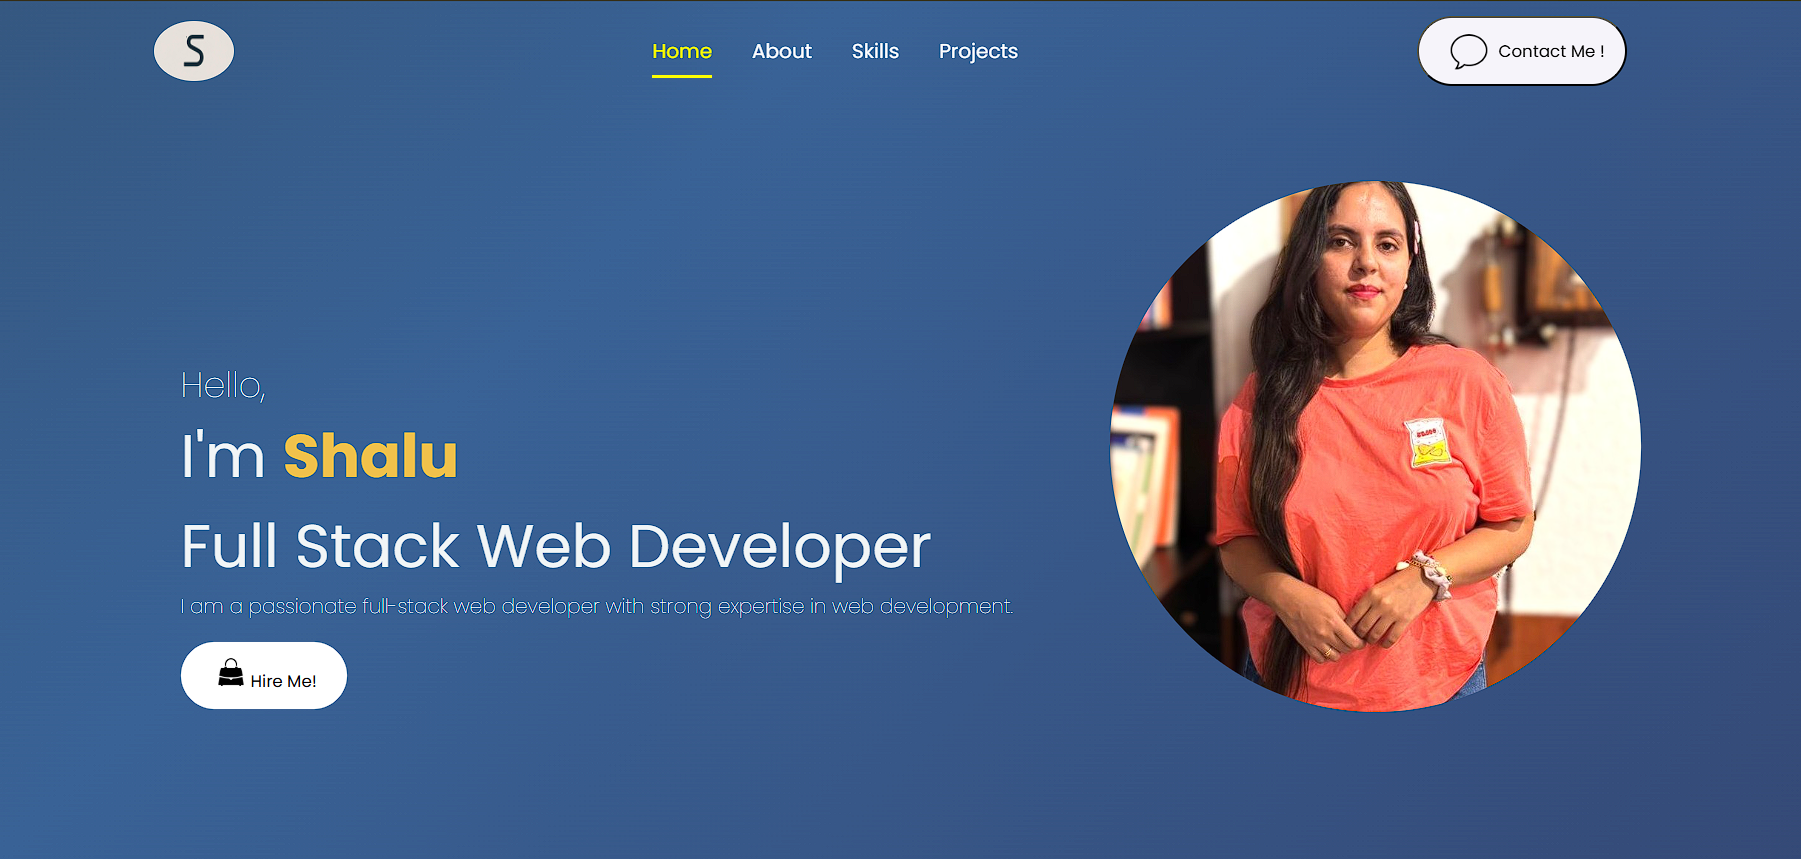 S
Home About Skills Projects
Contact Me !
Hello,
I'm Shalu
Full Stack Web Developer
I am a passionate full-stack web developer with strong expertise in web development.
Hire Me!